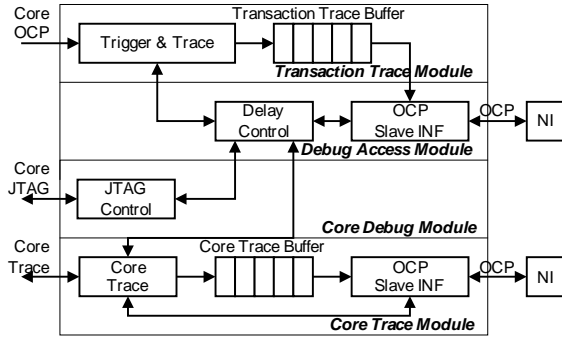 Core
OCP
Transaction Trace Buffer
Trigger & Trace
Transaction Trace Module
Delay
Control
OCP
Slave INF
OCP
NI
Debug Access Module
Core
JTAG
JTAG
Control
Core Debug Module
Core
Trace
Core Trace Buffer
Core
Trace
OCP
Slave INF
OCP
NI
Core Trace Module